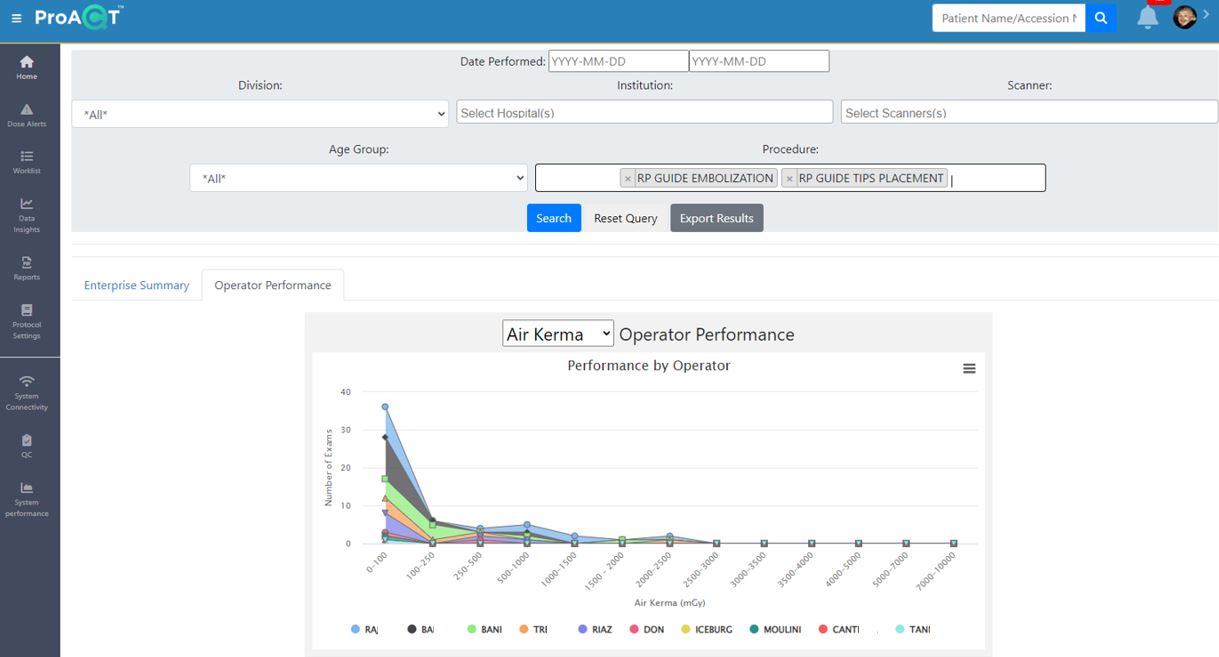 ProACT™
Patient Name/Accession N
Home
Dose Alerts
Worklist
Data
Insights
Reports
Protocol
Settings
System
Connectivity
QC
System
performance
Date Performed: YYYY-MM-DD YYYY-MM-DD
Division: Institution: Scanner:
*All* Select Hospital(s) Select Scanners(s)
Age Group: Procedure:
*All* × RP GUIDE EMBOLIZATION × RP GUIDE TIPS PLACEMENT
Search Reset Query Export Results
Enterprise Summary Operator Performance
Air Kerma Operator Performance
Performance by Operator
Number of Exams
40
30
20
10
0
0-100 100-250 250-500 500-1000 1000-1500 1500 - 2000 2000-2500 2500-3000 3000-3500 3500-4000 4000-5000 5000-7000 7000-10000
Air Kerma (mGy)
RAJ BAI BANI TRI RIAZ DON ICEBURG MOULINI CANTI TANI